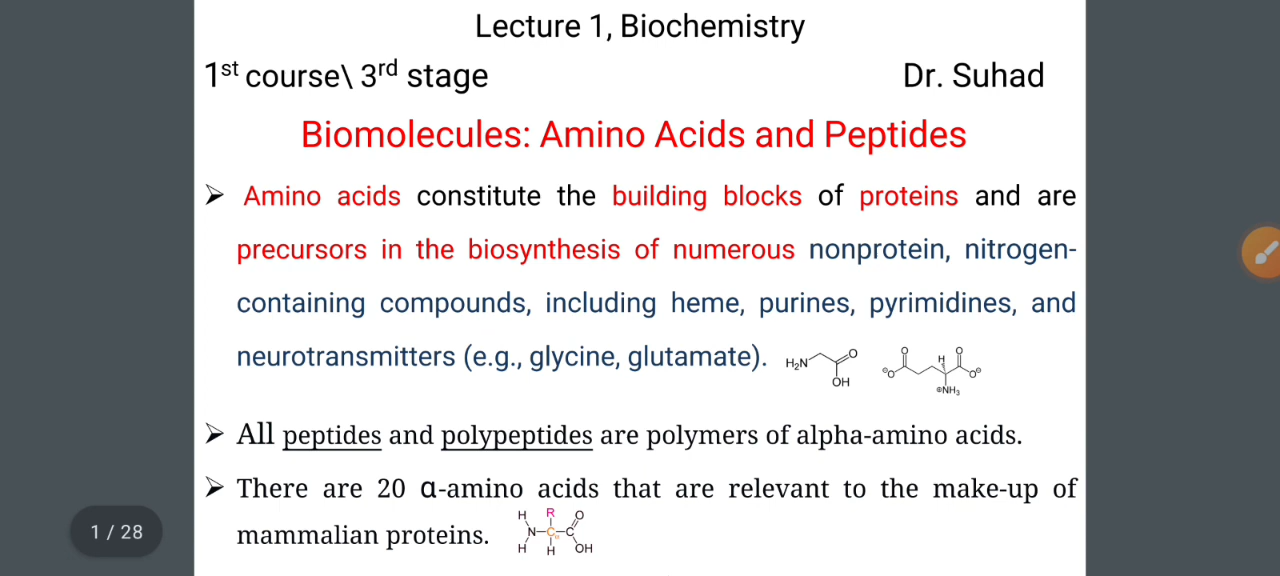 Lecture 1, Biochemistry
1st course\ 3rd stage Dr. Suhad
Biomolecules: Amino Acids and Peptides
➢ Amino acids constitute the building blocks of proteins and are
precursors in the biosynthesis of numerous nonprotein, nitrogen-
containing compounds, including heme, purines, pyrimidines, and
neurotransmitters (e.g., glycine, glutamate).
H₂N O OH
O ⊖O H O O⊖ ⊕NH₃
➢ All peptides and polypeptides are polymers of alpha-amino acids.
➢ There are 20 α-amino acids that are relevant to the make-up of
mammalian proteins.
H R O
N-Cα-C
H H OH
1 / 28